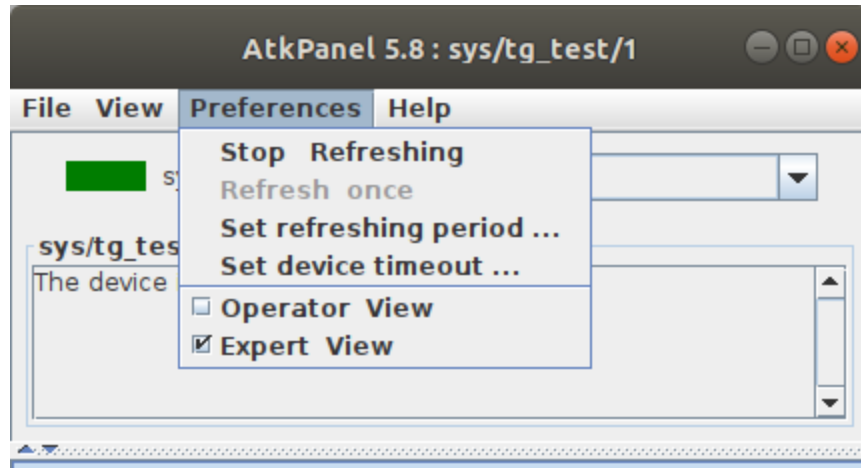 AtkPanel 5.8 : sys/tg_test/1
File View Preferences Help
Stop Refreshing
Refresh once
Set refreshing period ...
Set device timeout ...
Operator View
Expert View
sys/tg_tes
The device